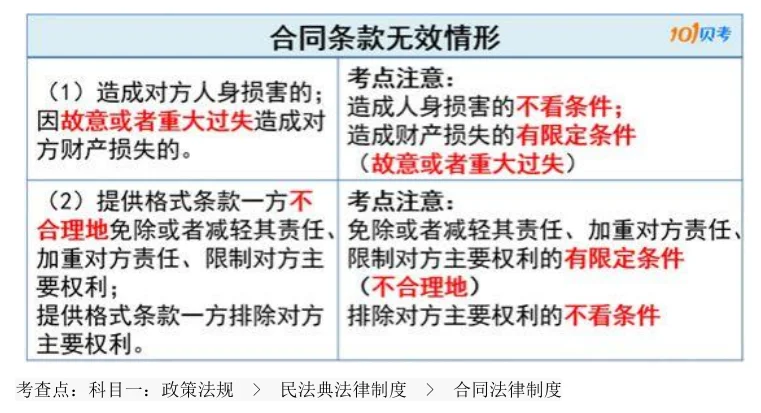 合同条款无效情形
101贝考
（1）造成对方人身损害的；
因故意或者重大过失造成对
方财产损失的。
考点注意：
造成人身损害的不看条件；
造成财产损失的有限定条件
（故意或者重大过失）
（2）提供格式条款一方不
合理地免除或者减轻其责任、
加重对方责任、限制对方主
要权利；
提供格式条款一方排除对方
主要权利。
考点注意：
免除或者减轻其责任、加重对方责任、
限制对方主要权利的有限定条件
（不合理地）
排除对方主要权利的不看条件
考查点：科目一：政策法规 > 民法典法律制度 > 合同法律制度